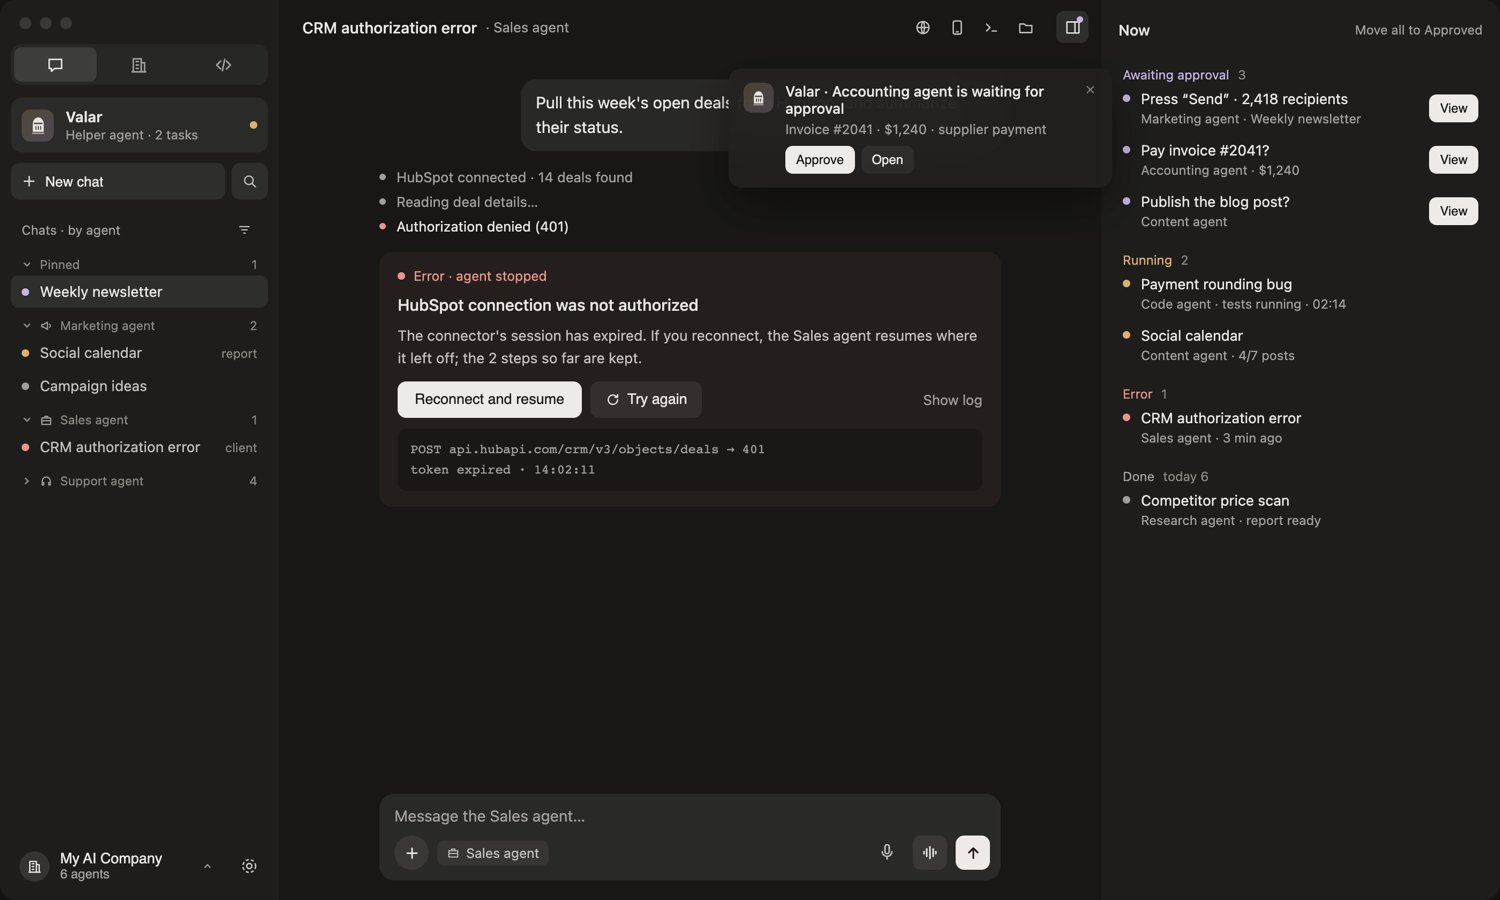 Valar
Helper agent · 2 tasks
New chat
Chats · by agent
Pinned 1
Weekly newsletter
Marketing agent 2
Social calendar report
Campaign ideas
Sales agent 1
CRM authorization error client
Support agent 4
My AI Company
6 agents
CRM authorization error · Sales agent
Pull this week's open deals
their status.
Valar · Accounting agent is waiting for
approval
Invoice #2041 · $1,240 · supplier payment
Approve Open
HubSpot connected · 14 deals found
Reading deal details...
Authorization denied (401)
Error · agent stopped
HubSpot connection was not authorized
The connector's session has expired. If you reconnect, the Sales agent resumes where
it left off; the 2 steps so far are kept.
Reconnect and resume Try again Show log
POST api.hubapi.com/crm/v3/objects/deals → 401
token expired · 14:02:11
Message the Sales agent...
Sales agent
Now Move all to Approved
Awaiting approval 3
Press “Send” · 2,418 recipients
Marketing agent · Weekly newsletter
View
Pay invoice #2041?
Accounting agent · $1,240
View
Publish the blog post?
Content agent
View
Running 2
Payment rounding bug
Code agent · tests running · 02:14
Social calendar
Content agent · 4/7 posts
Error 1
CRM authorization error
Sales agent · 3 min ago
Done today 6
Competitor price scan
Research agent · report ready